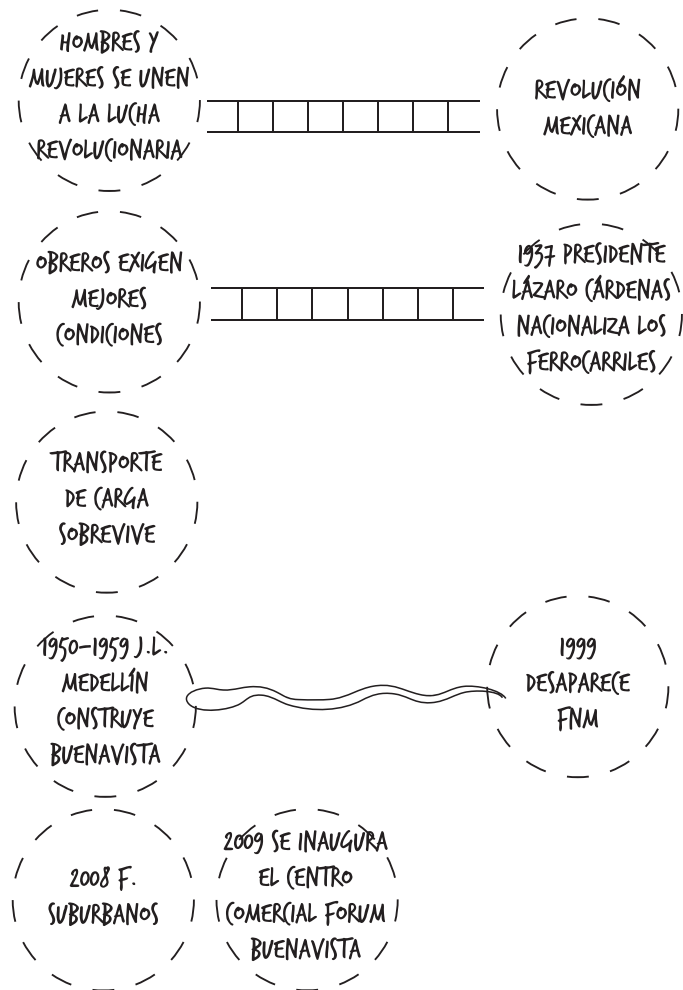 HOMBRES Y
MUJERES SE UNEN
A LA LUCHA
REVOLUCIONARIA
REVOLUCIÓN
MEXICANA
OBREROS EXIGEN
MEJORES
CONDICIONES
1937 PRESIDENTE
LÁZARO CÁRDENAS
NACIONALIZA LOS
FERROCARRILES
TRANSPORTE
DE CARGA
SOBREVIVE
1950-1959 J.L.
MEDELLÍN
CONSTRUYE
BUENAVISTA
1999
DESAPARECE
FNM
2008 F.
SUBURBANOS
2009 SE INAUGURA
EL CENTRO
COMERCIAL FORUM
BUENAVISTA